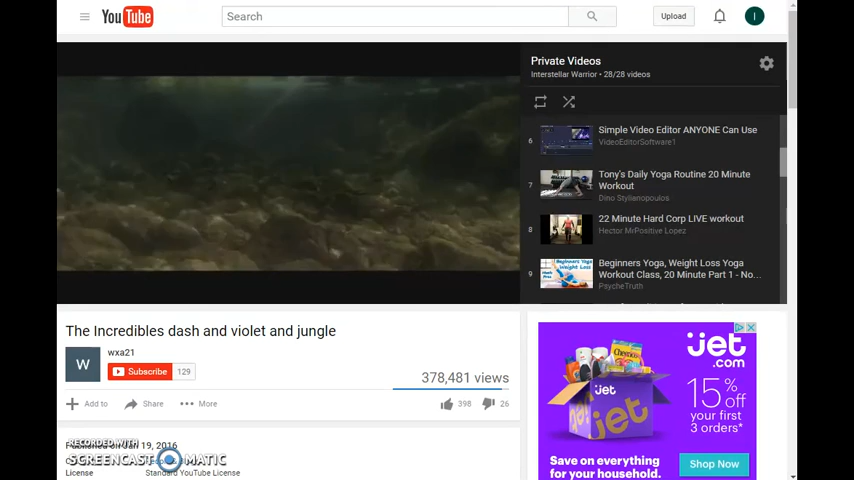 YouTube
Search
Upload
I
Private Videos
Interstellar Warrior • 28/28 videos
6
Simple Video Editor ANYONE Can Use
VideoEditorSoftware1
7
Tony's Daily Yoga Routine 20 Minute
Workout
Dino Stylianopoulos
8
22 Minute Hard Corp LIVE workout
Hector MrPositive Lopez
9
Beginners Yoga, Weight Loss Yoga
Workout Class, 20 Minute Part 1 - No...
PsycheTruth
The Incredibles dash and violet and jungle
W
wxa21
Subscribe
129
378,481 views
Add to
Share
More
398
26
Published on Jan 19, 2016
RECORDED WITH
SCREENCAST MATIC
License
Standard YouTube License
Jet
.com
15%
off
your first
3 orders*
Jet
jet
Save on everything
for your household.
Shop Now